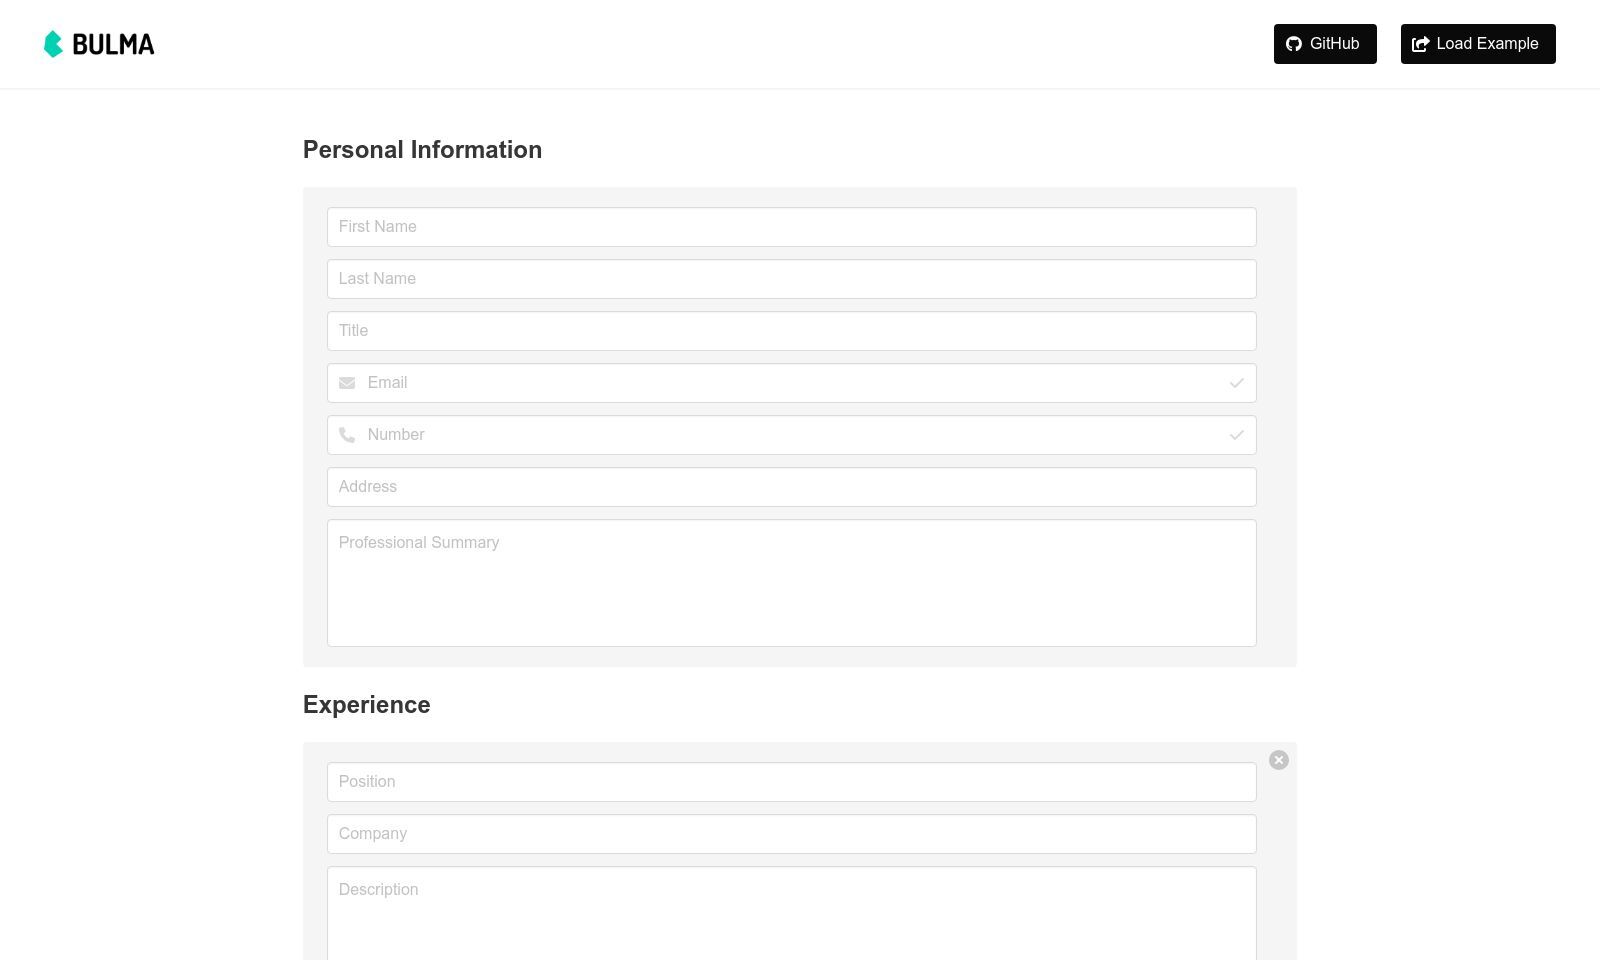 BULMA
GitHub
Load Example
Personal Information
First Name
Last Name
Title
Email
Number
Address
Professional Summary
Experience
Position
Company
Description